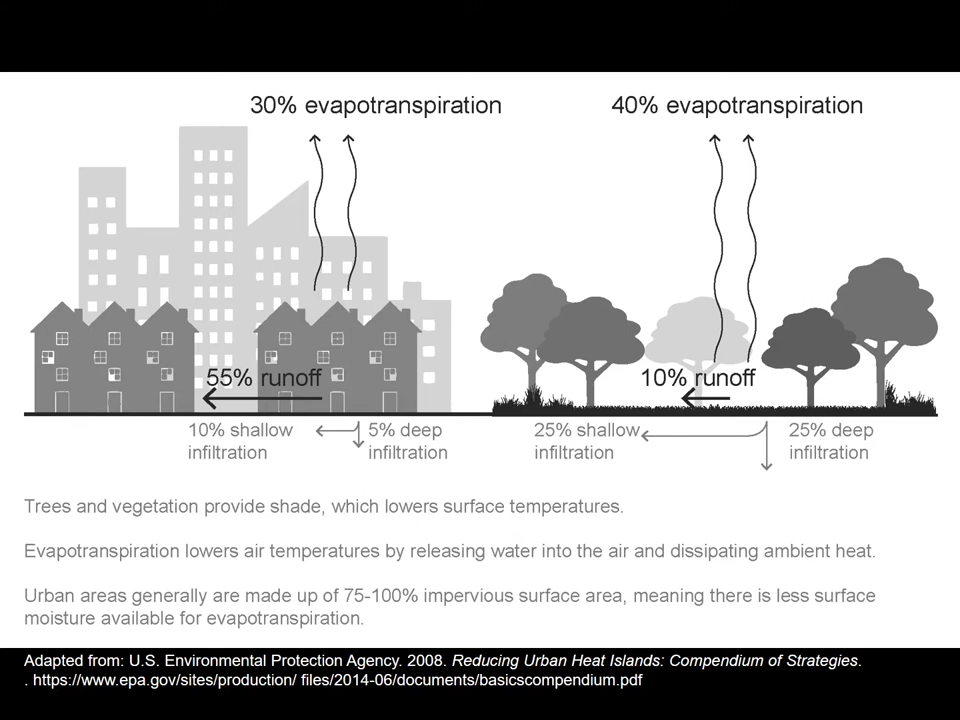 30% evapotranspiration
40% evapotranspiration
55% runoff
10% runoff
10% shallow
infiltration
5% deep
infiltration
25% shallow
infiltration
25% deep
infiltration
Trees and vegetation provide shade, which lowers surface temperatures.
Evapotranspiration lowers air temperatures by releasing water into the air and dissipating ambient heat.
Urban areas generally are made up of 75-100% impervious surface area, meaning there is less surface
moisture available for evapotranspiration.
Adapted from: U.S. Environmental Protection Agency. 2008. Reducing Urban Heat Islands: Compendium of Strategies.
. https://www.epa.gov/sites/production/ files/2014-06/documents/basicscompendium.pdf